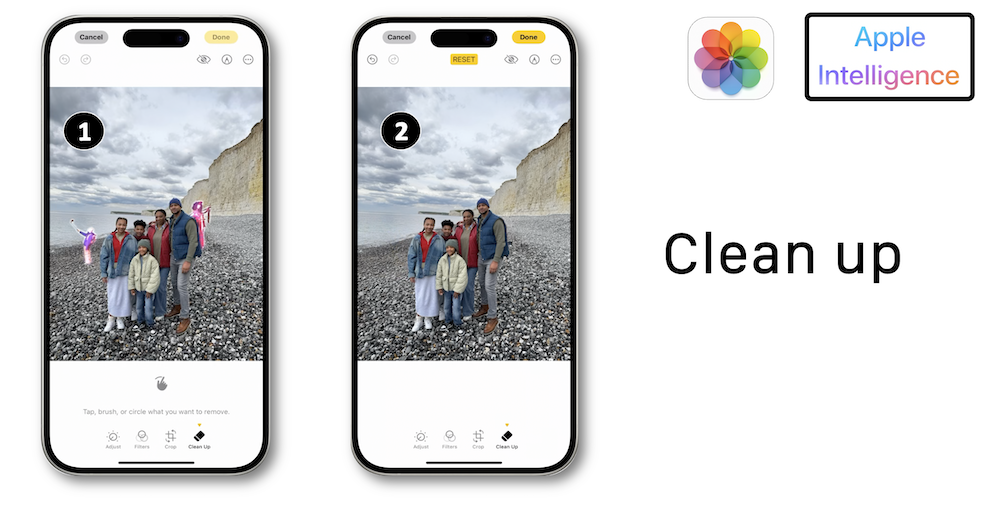 Cancel
Done
1
Tap, brush, or circle what you want to remove.
Adjust
Filters
Crop
Clean Up
Cancel
Done
RESET
2
Adjust
Filters
Crop
Clean Up
Apple
Intelligence
Clean up